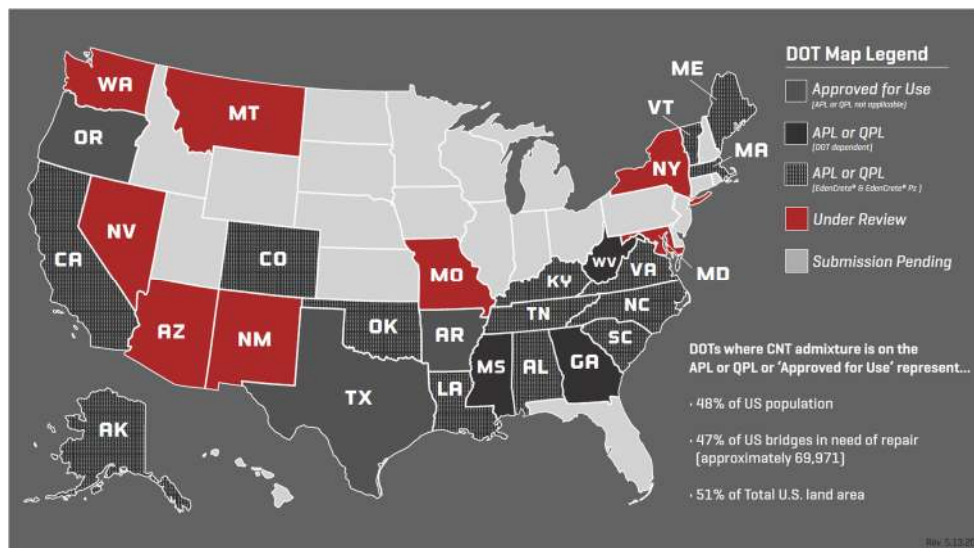 DOT Map Legend
Approved for Use
[APL or QPL not applicable]
APL or QPL
[DOT dependent]
APL or QPL
[EdenCrete® & EdenCrete® Pz]
Under Review
Submission Pending
ME
VT
MA
WA
MT
OR
NY
NV
CA
CO
MO
WV
VA
MD
KY
NC
TN
AZ
NM
OK
AR
SC
MS
AL
GA
TX
LA
AK
DOTs where CNT admixture is on the
APL or QPL or 'Approved for Use' represent...
· 48% of US population
· 47% of US bridges in need of repair
(approximately 69,971)
· 51% of Total U.S. land area